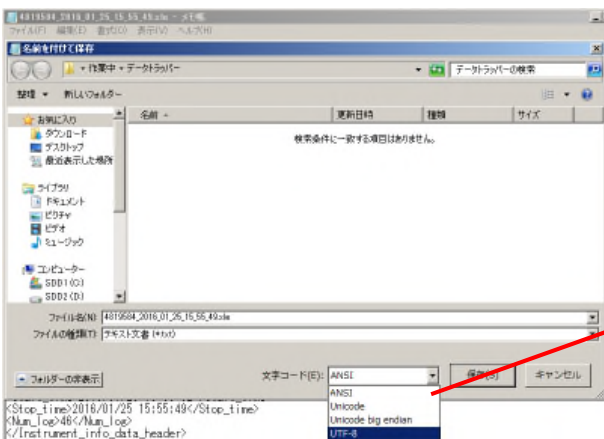 4819584_2016_01_25_15_55_49.xle - メモ帳
ファイル(F) 編集(E) 書式(O) 表示(V) ヘルプ(H)
名前を付けて保存
作業中 データトラッパー
データトラッパーの検索
整理 新しいフォルダー
お気に入り
ダウンロード
デスクトップ
最近表示した場所
ライブラリ
ドキュメント
ピクチャ
ビデオ
ミュージック
コンピューター
SDD1 (C:)
SDD2 (D:)
名前 更新日時 種類 サイズ
検索条件に一致する項目はありません。
ファイル名(N): 4819584_2016_01_25_15_55_49.xle
ファイルの種類(T): テキスト文書 (*.txt)
フォルダーの非表示
文字コード(E): ANSI
保存(S) キャンセル
ANSI
Unicode
Unicode big endian
UTF-8
<Stop_time>2016/01/25 15:55:49</Stop_time>
<Num_log>46</Num_log>
</Instrument_info_data_header>